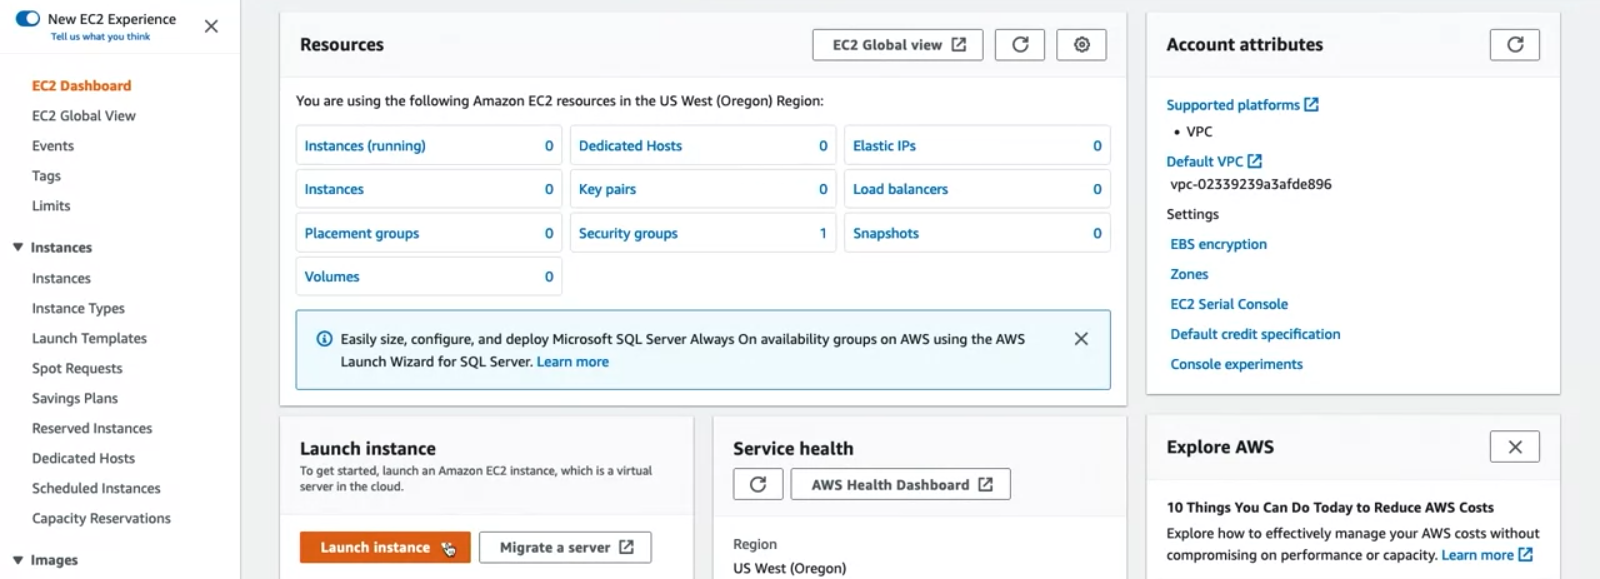 New EC2 Experience
Tell us what you think
EC2 Dashboard
EC2 Global View
Events
Tags
Limits
Instances
Instances
Instance Types
Launch Templates
Spot Requests
Savings Plans
Reserved Instances
Dedicated Hosts
Scheduled Instances
Capacity Reservations
Images
Resources
EC2 Global view
You are using the following Amazon EC2 resources in the US West (Oregon) Region:
Instances (running) 0
Dedicated Hosts 0
Elastic IPs 0
Instances 0
Key pairs 0
Load balancers 0
Placement groups 0
Security groups 1
Snapshots 0
Volumes 0
Easily size, configure, and deploy Microsoft SQL Server Always On availability groups on AWS using the AWS
Launch Wizard for SQL Server. Learn more
Launch instance
To get started, launch an Amazon EC2 instance, which is a virtual
server in the cloud.
Launch instance
Migrate a server
Service health
AWS Health Dashboard
Region
US West (Oregon)
Account attributes
Supported platforms
• VPC
Default VPC
vpc-02339239a3afde896
Settings
EBS encryption
Zones
EC2 Serial Console
Default credit specification
Console experiments
Explore AWS
10 Things You Can Do Today to Reduce AWS Costs
Explore how to effectively manage your AWS costs without
compromising on performance or capacity. Learn more